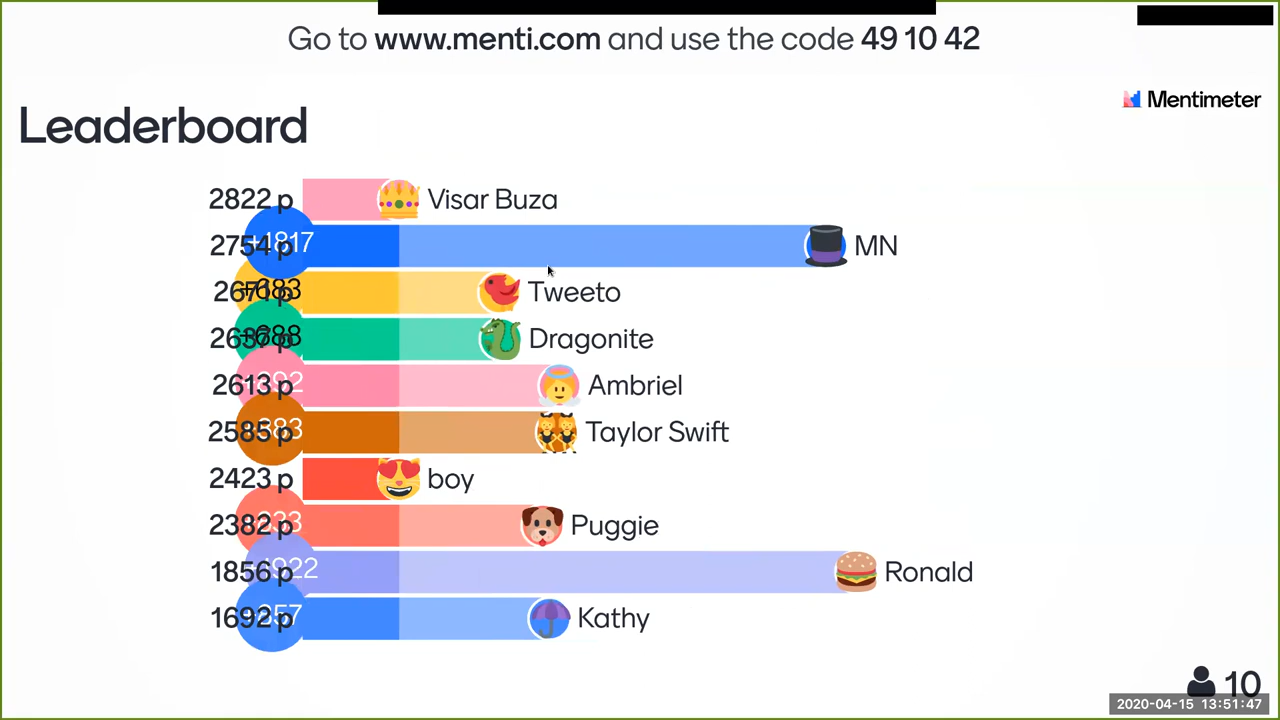 Go to www.menti.com and use the code 49 10 42
Mentimeter
Leaderboard
2822 p Visar Buza
2754 p MN
p Tweeto
p Dragonite
2613 p Ambriel
2585 p Taylor Swift
2423 p boy
2382 p Puggie
1856 p Ronald
1692 p Kathy
10
2020-04-15 13:51:47